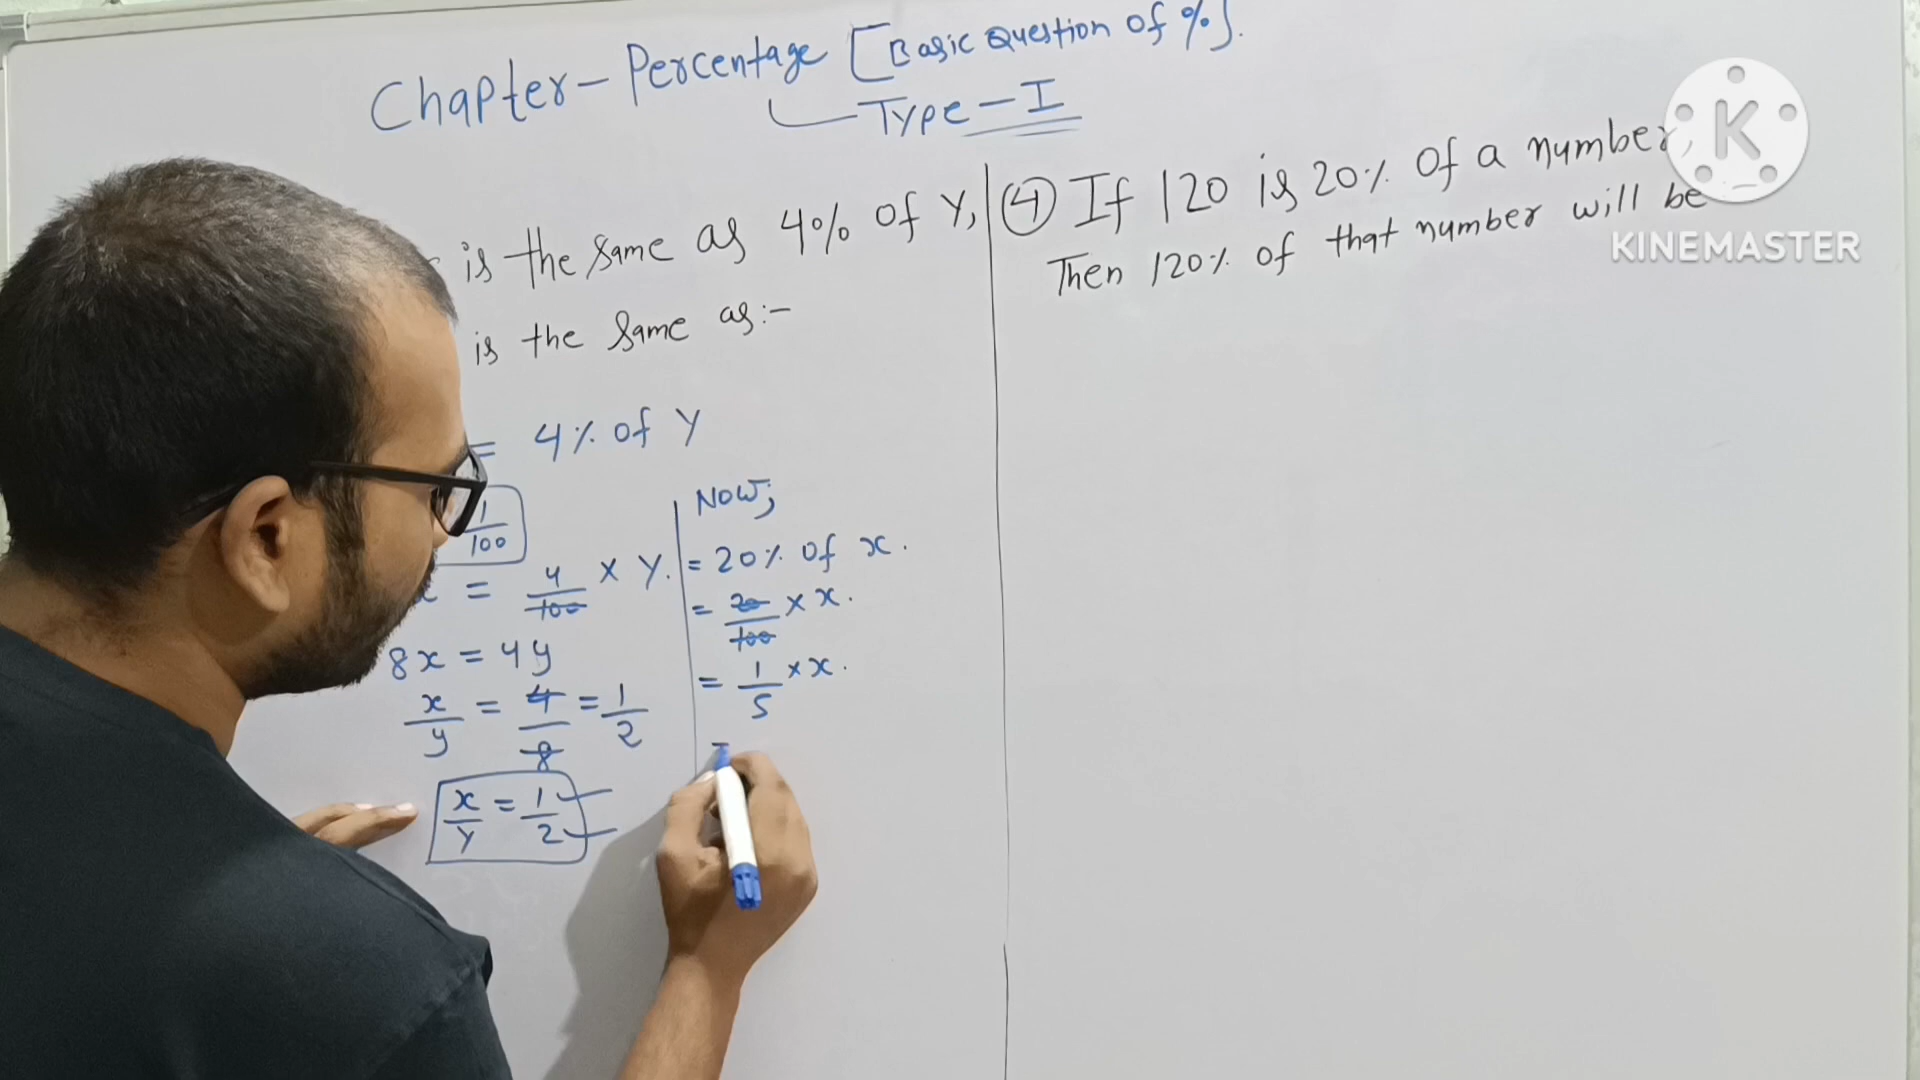 Chapter - Percentage [Basic Question of %].
Type - I
is the same as 4% of Y,
is the same as :-
= 4% of Y
1/100
= 4/100 × Y.
8x = 4y
x/y = 4/8 = 1/2
x/y = 1/2
Now;
= 20% of x.
= 20/100 × x.
= 1/5 × x.
④ If 120 is 20% of a number,
Then 120% of that number will be
K
KINEMASTER